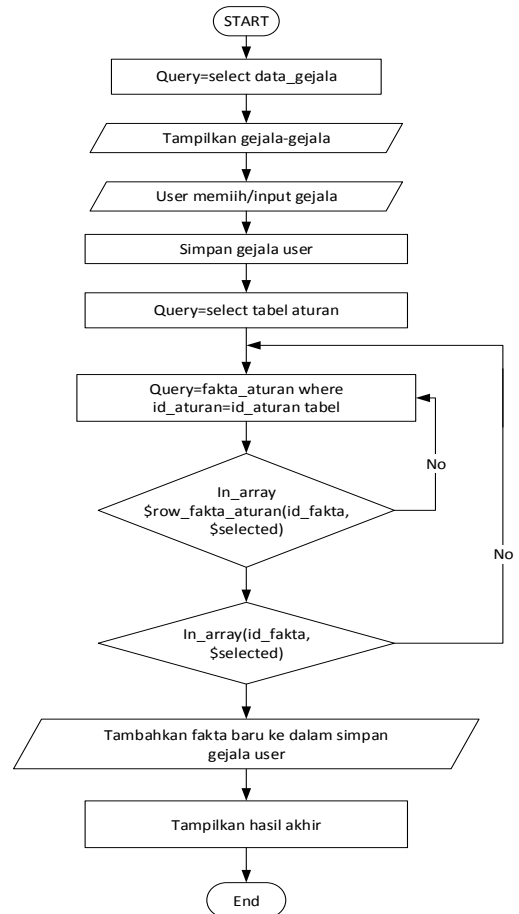 START
Query=select data_gejala
Tampilkan gejala-gejala
User memiih/input gejala
Simpan gejala user
Query=select tabel aturan
Query=fakta_aturan where
id_aturan=id_aturan tabel
No
In_array
$row_fakta_aturan(id_fakta,
$selected)
No
In_array(id_fakta,
$selected)
Tambahkan fakta baru ke dalam simpan
gejala user
Tampilkan hasil akhir
End